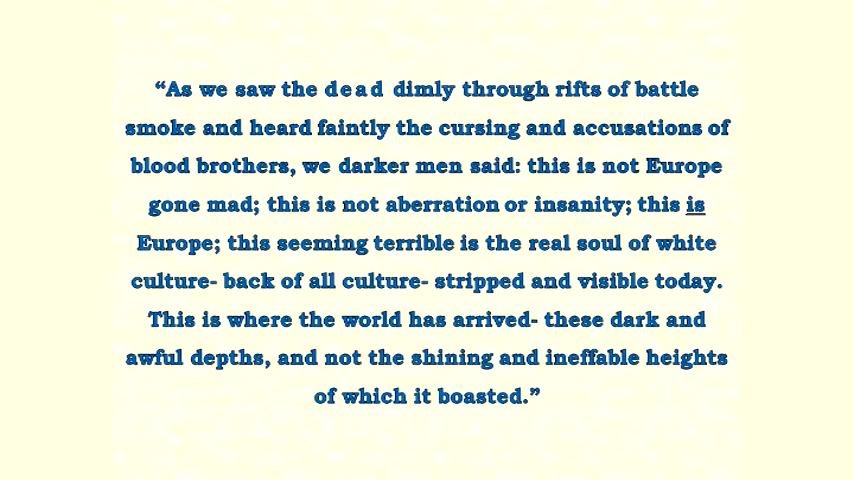 “As we saw the dead dimly through rifts of battle
smoke and heard faintly the cursing and accusations of
blood brothers, we darker men said: this is not Europe
gone mad; this is not aberration or insanity; this is
Europe; this seeming terrible is the real soul of white
culture- back of all culture- stripped and visible today.
This is where the world has arrived- these dark and
awful depths, and not the shining and ineffable heights
of which it boasted.”